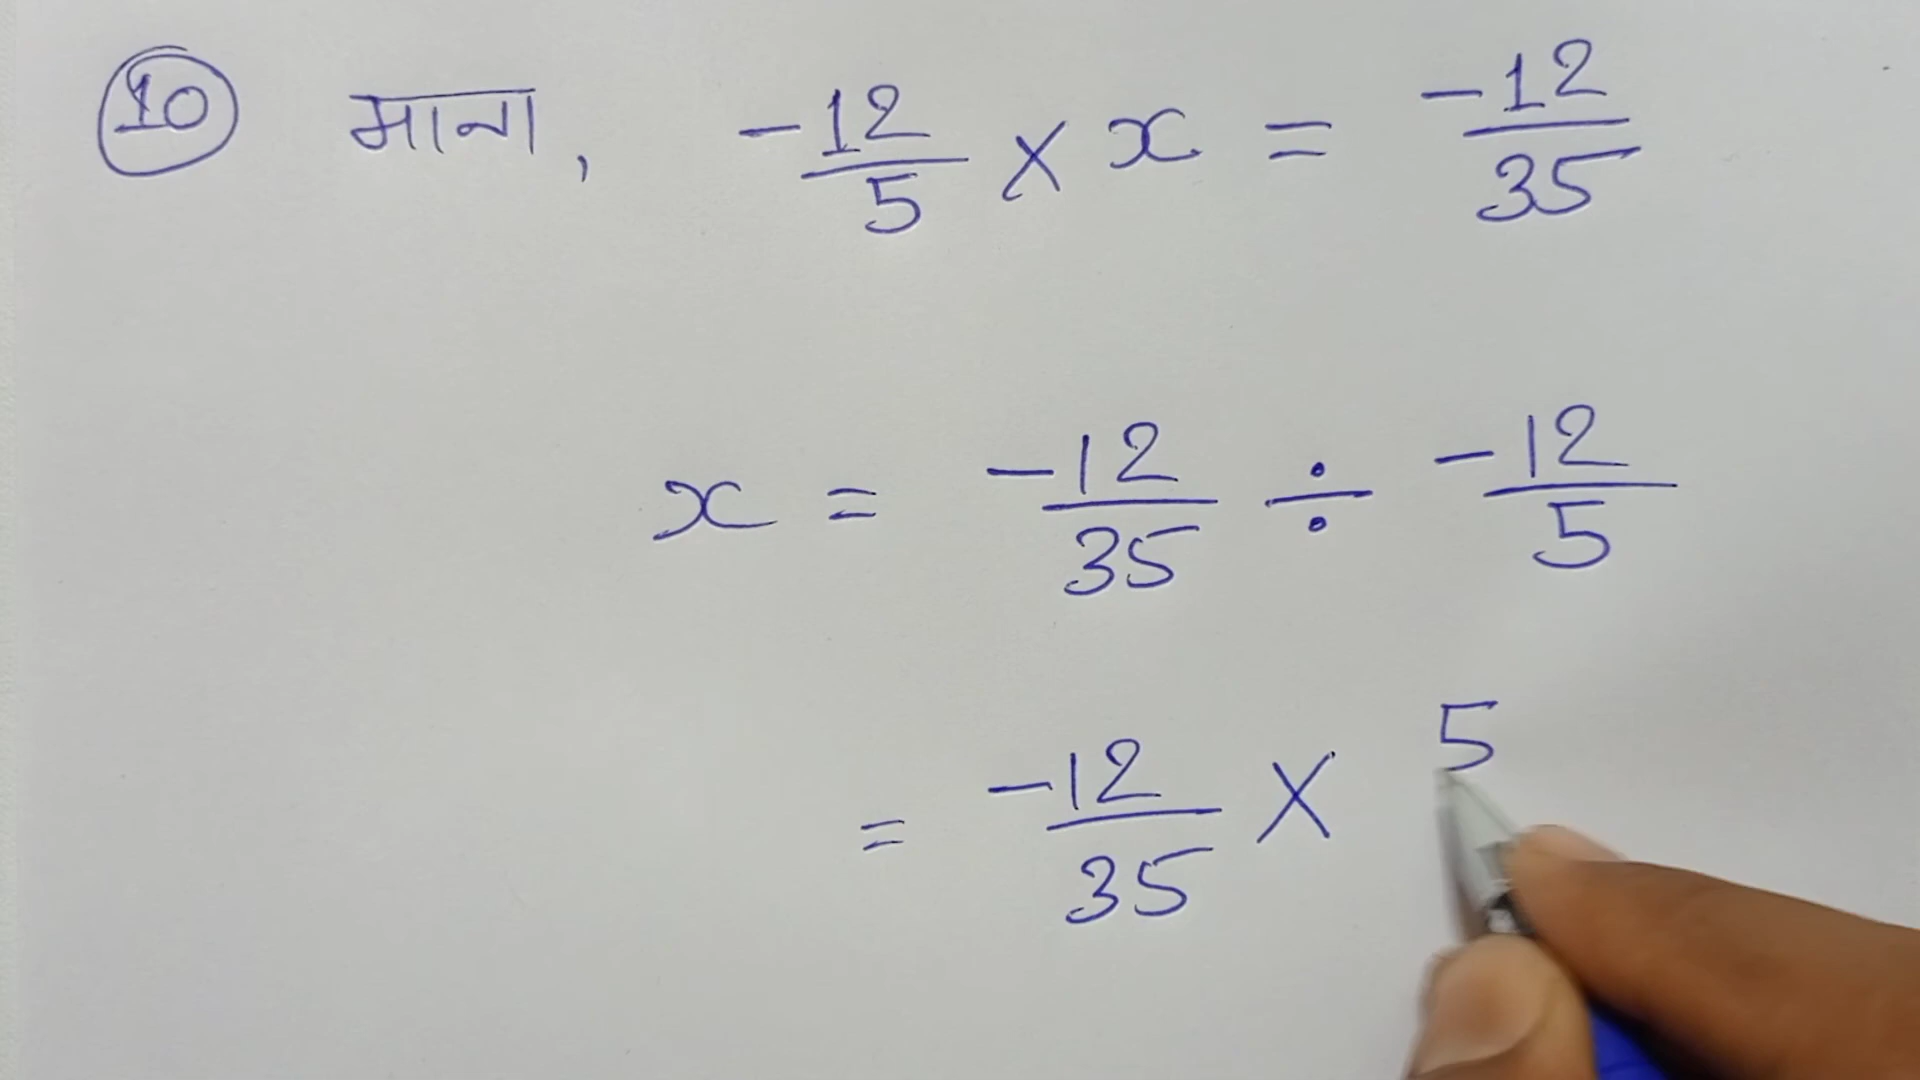 10 माना, -12/5 × x = -12/35
x = -12/35 ÷ -12/5
= -12/35 × 5